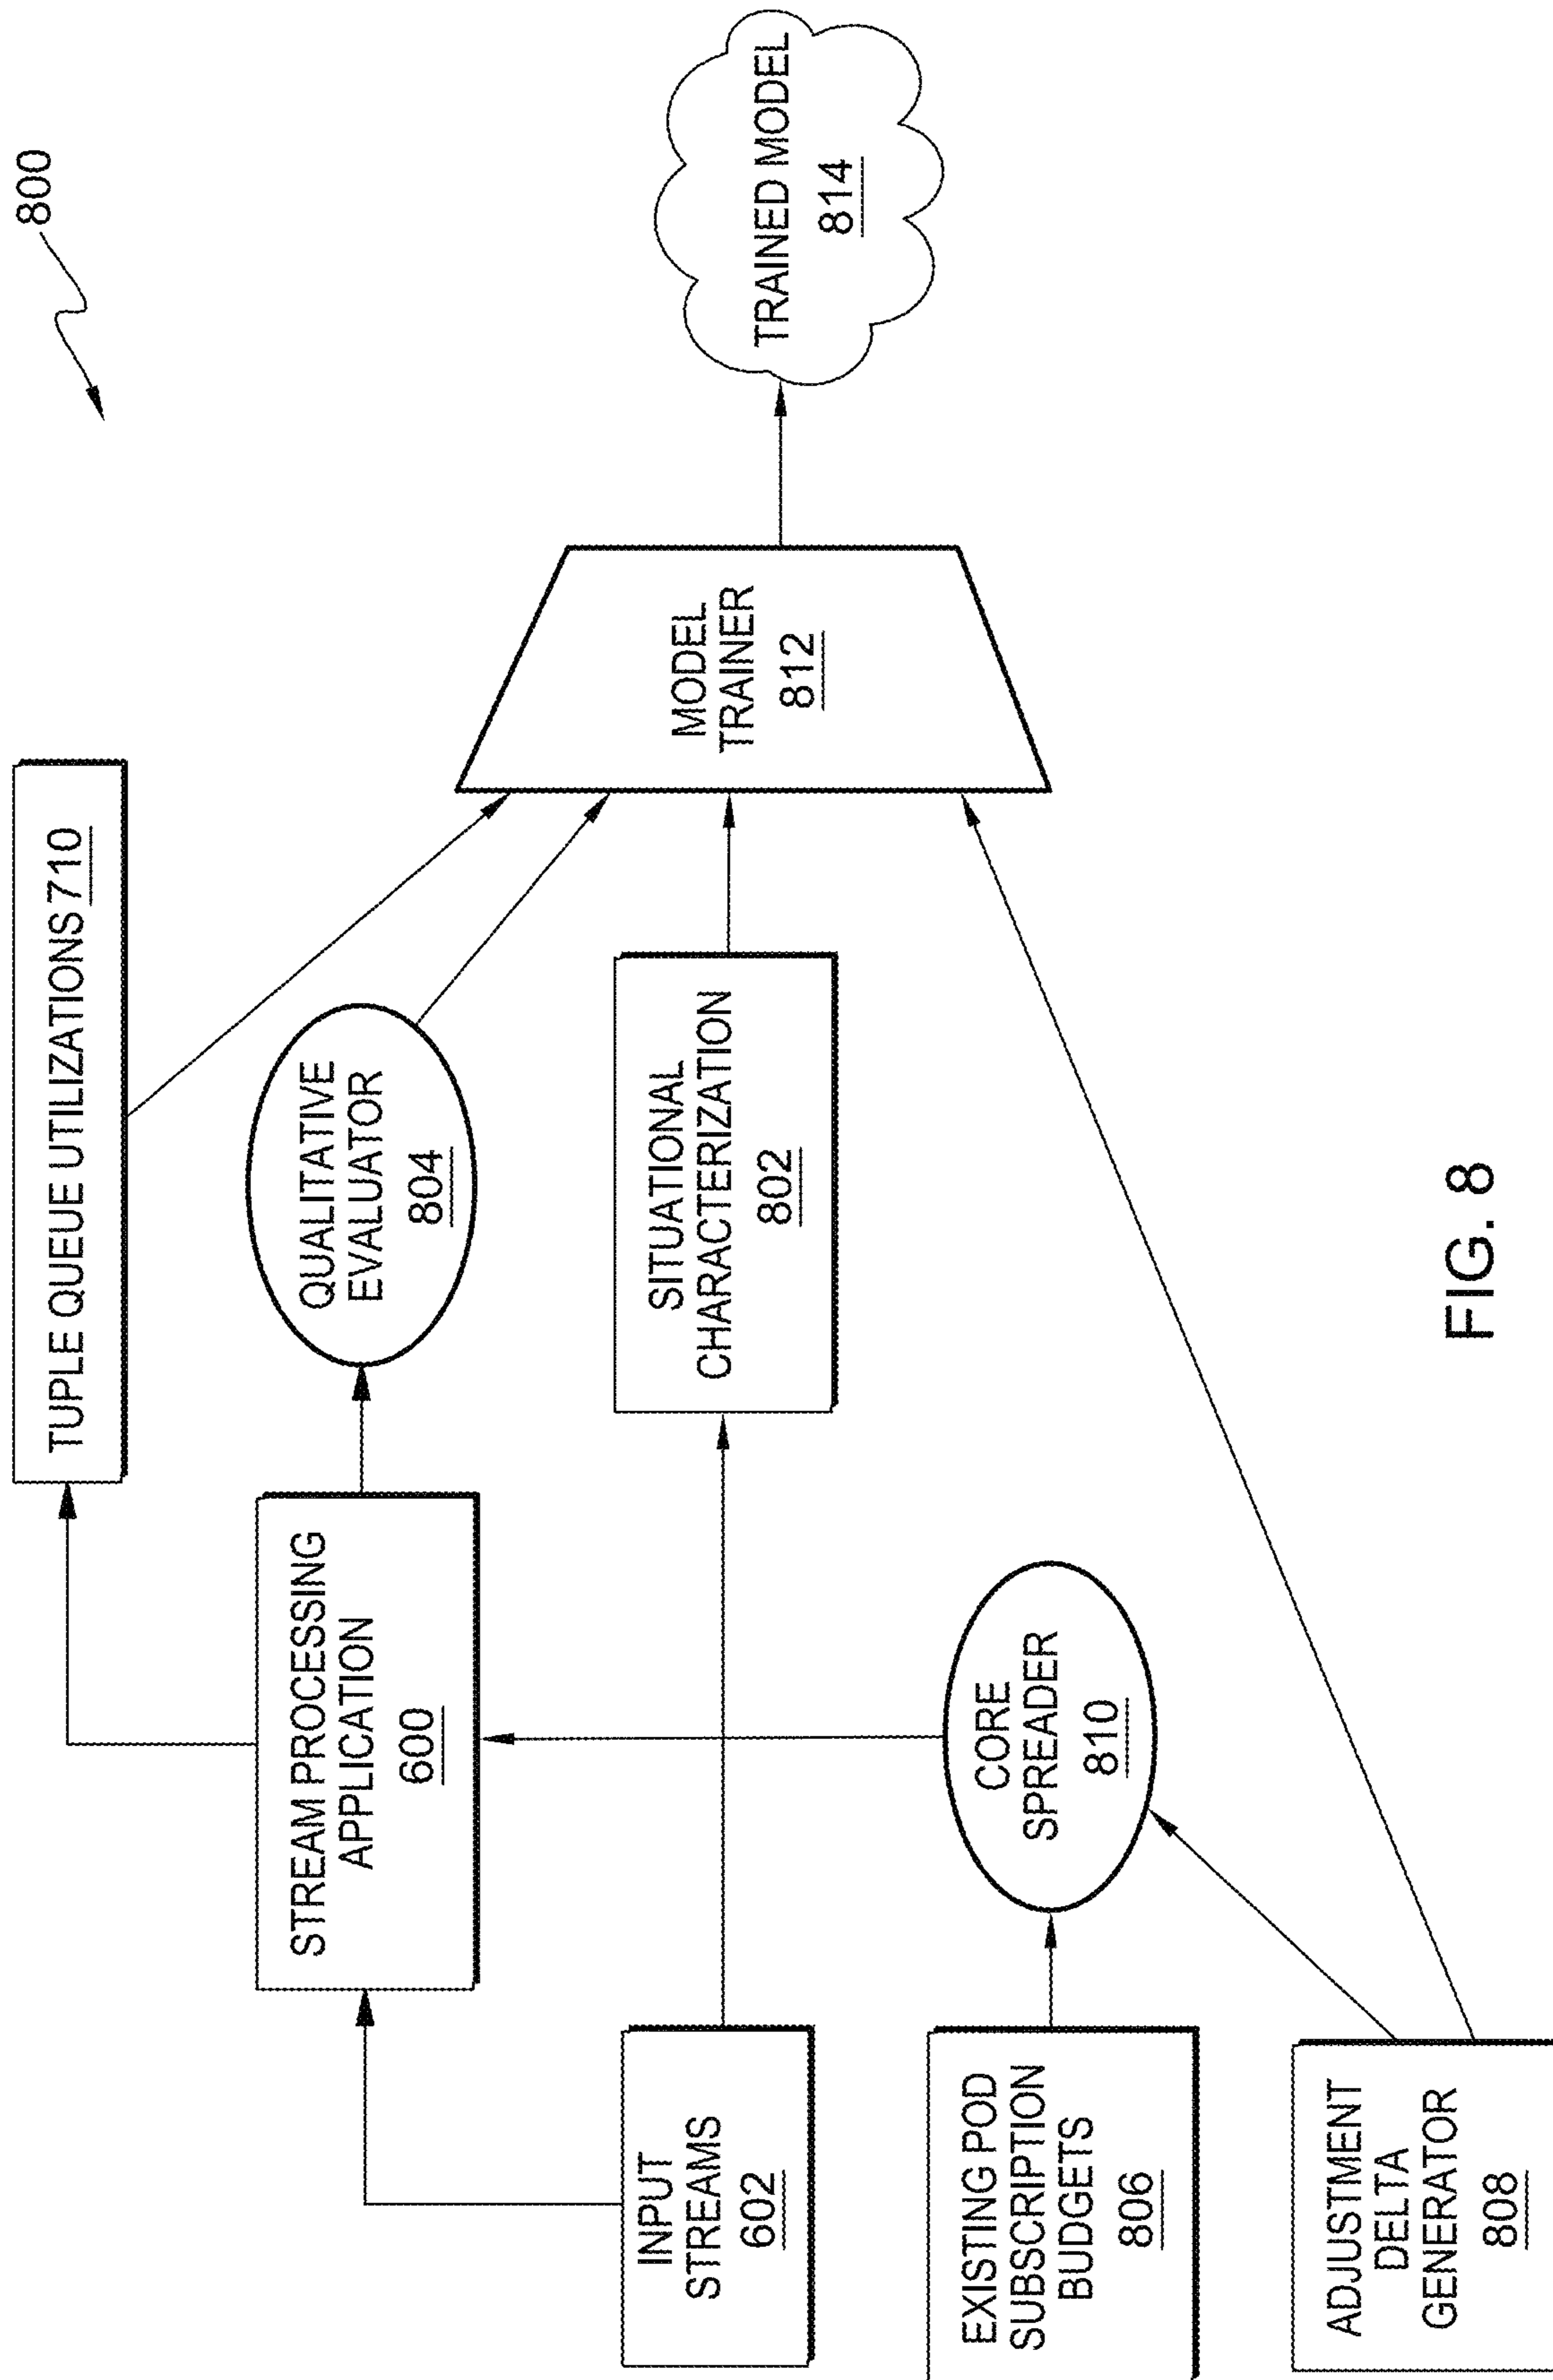 800
TUPLE QUEUE UTILIZATIONS 710
STREAM PROCESSING
APPLICATION
600
QUALITATIVE
EVALUATOR
804
INPUT
STREAMS
602
SITUATIONAL
CHARACTERIZATION
802
MODEL
TRAINER
812
TRAINED MODEL
814
EXISTING POD
SUBSCRIPTION
BUDGETS
806
CORE
SPREADER
810
ADJUSTMENT
DELTA
GENERATOR
808
FIG. 8